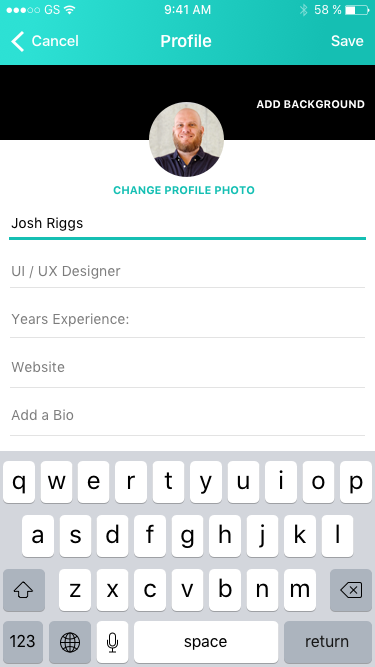 GS 9:41 AM 58 %
Cancel Profile Save
ADD BACKGROUND
CHANGE PROFILE PHOTO
Josh Riggs
UI / UX Designer
Years Experience:
Website
Add a Bio
q w e r t y u i o p
a s d f g h j k l
z x c v b n m
123 space return